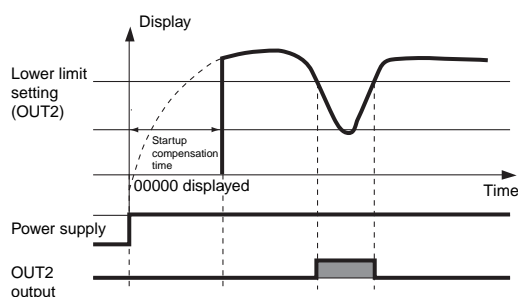 Display
Lower limit
setting
(OUT2)
Startup
compensation
time
00000 displayed
Time
Power supply
OUT2
output